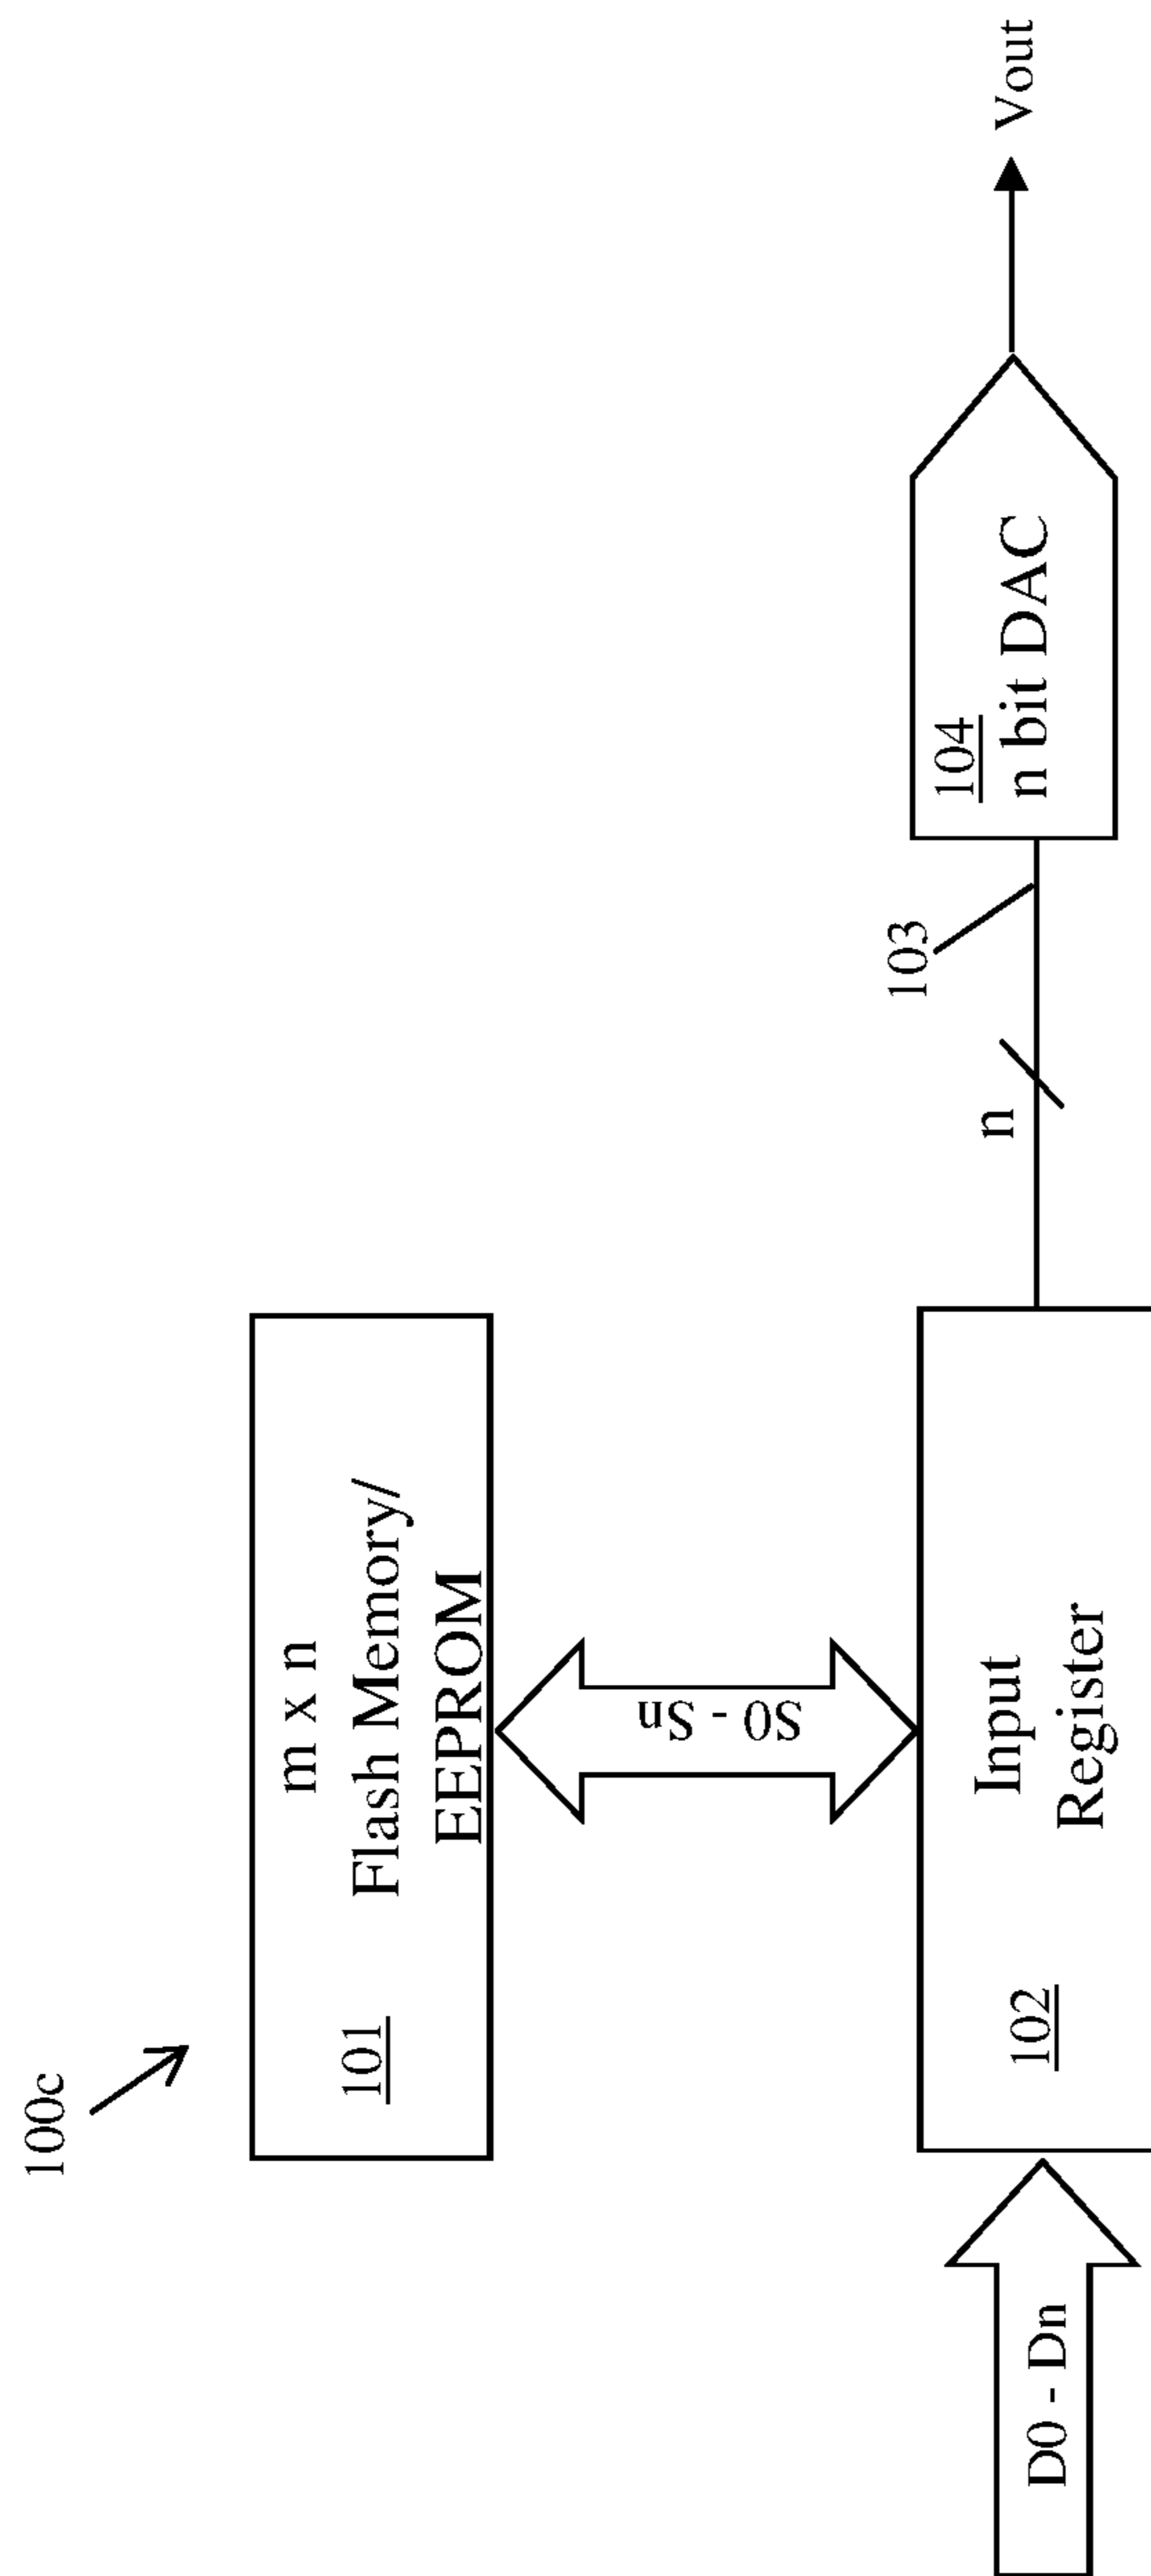 100c
m x n
Flash Memory/
EEPROM
101
S0 - Sn
D0 - Dn
Input
Register
102
n
103
104
n bit DAC
Vout